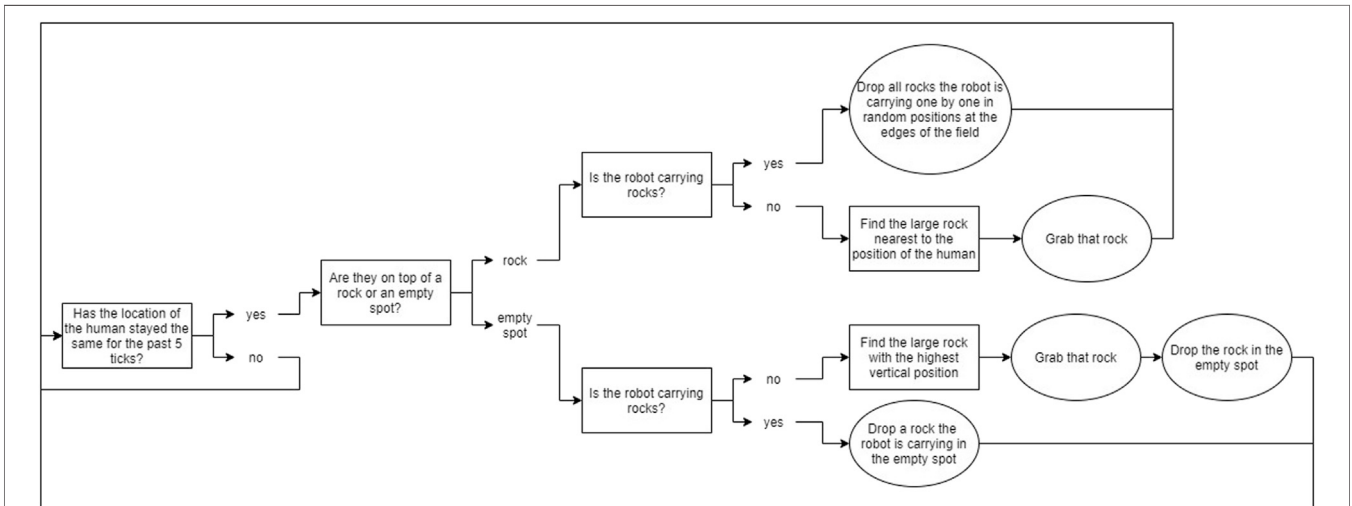 Has the location of
the human stayed the
same for the past 5
ticks?
yes
no
Are they on top of a
rock or an empty
spot?
rock
empty
spot
Is the robot carrying
rocks?
yes
no
Drop all rocks the robot is
carrying one by one in
random positions at the
edges of the field
Find the large rock
nearest to the
position of the human
Grab that rock
Is the robot carrying
rocks?
no
yes
Find the large rock
with the highest
vertical position
Grab that rock
Drop the rock in the
empty spot
Drop a rock the
robot is carrying in
the empty spot